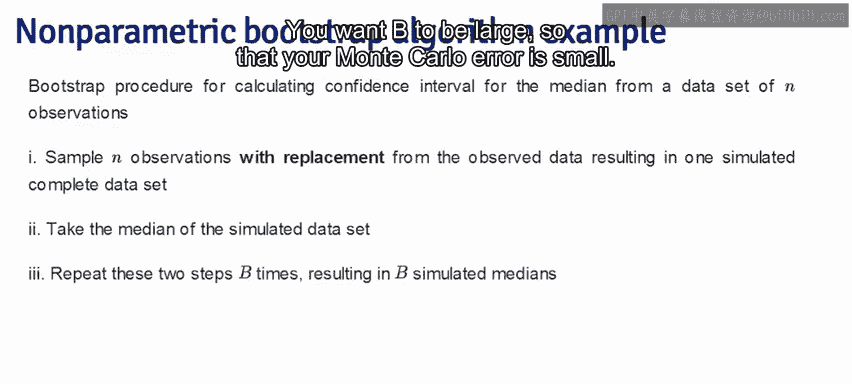 Nonparametric bootstrap algorithm example
You want B to be large, so
that your Monte Carlo error is small.
Bootstrap procedure for calculating confidence interval for the median from a data set of n
observations
i. Sample n observations with replacement from the observed data resulting in one simulated
complete data set
ii. Take the median of the simulated data set
iii. Repeat these two steps B times, resulting in B simulated medians